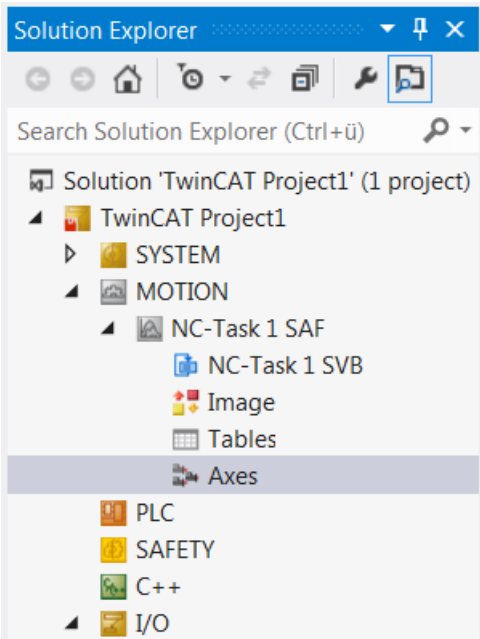 Solution Explorer
Search Solution Explorer (Ctrl+ü)
Solution 'TwinCAT Project1' (1 project)
TwinCAT Project1
SYSTEM
MOTION
NC-Task 1 SAF
NC-Task 1 SVB
Image
Tables
Axes
PLC
SAFETY
C++
I/O